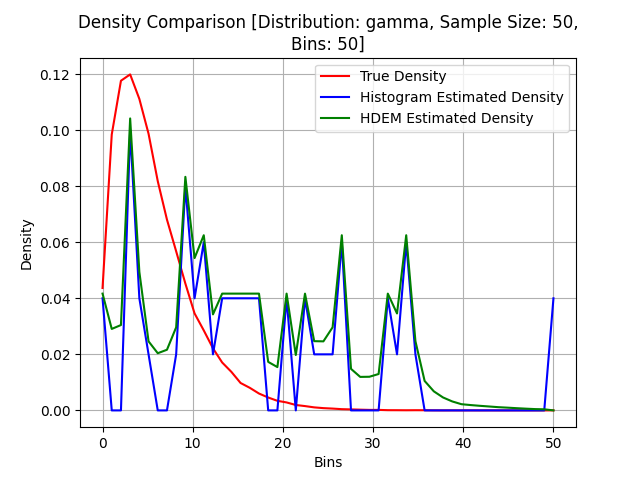 Density Comparison [Distribution: gamma, Sample Size: 50,
Bins: 50]
True Density
Histogram Estimated Density
HDEM Estimated Density
Density
0.12
0.10
0.08
0.06
0.04
0.02
0.00
0
10
20
30
40
50
Bins